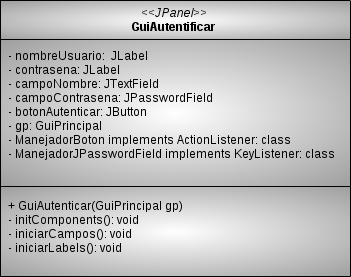 <<JPanel>>
GuiAutentificar
- nombreUsuario: JLabel
- contrasena: JLabel
- campoNombre: JTextField
- campoContrasena: JPasswordField
- botonAutenticar: JButton
- gp: GuiPrincipal
- ManejadorBoton implements ActionListener: class
- ManejadorJPasswordField implements KeyListener: class
+ GuiAutenticar(GuiPrincipal gp)
- initComponents(): void
- iniciarCampos(): void
- iniciarLabels(): void